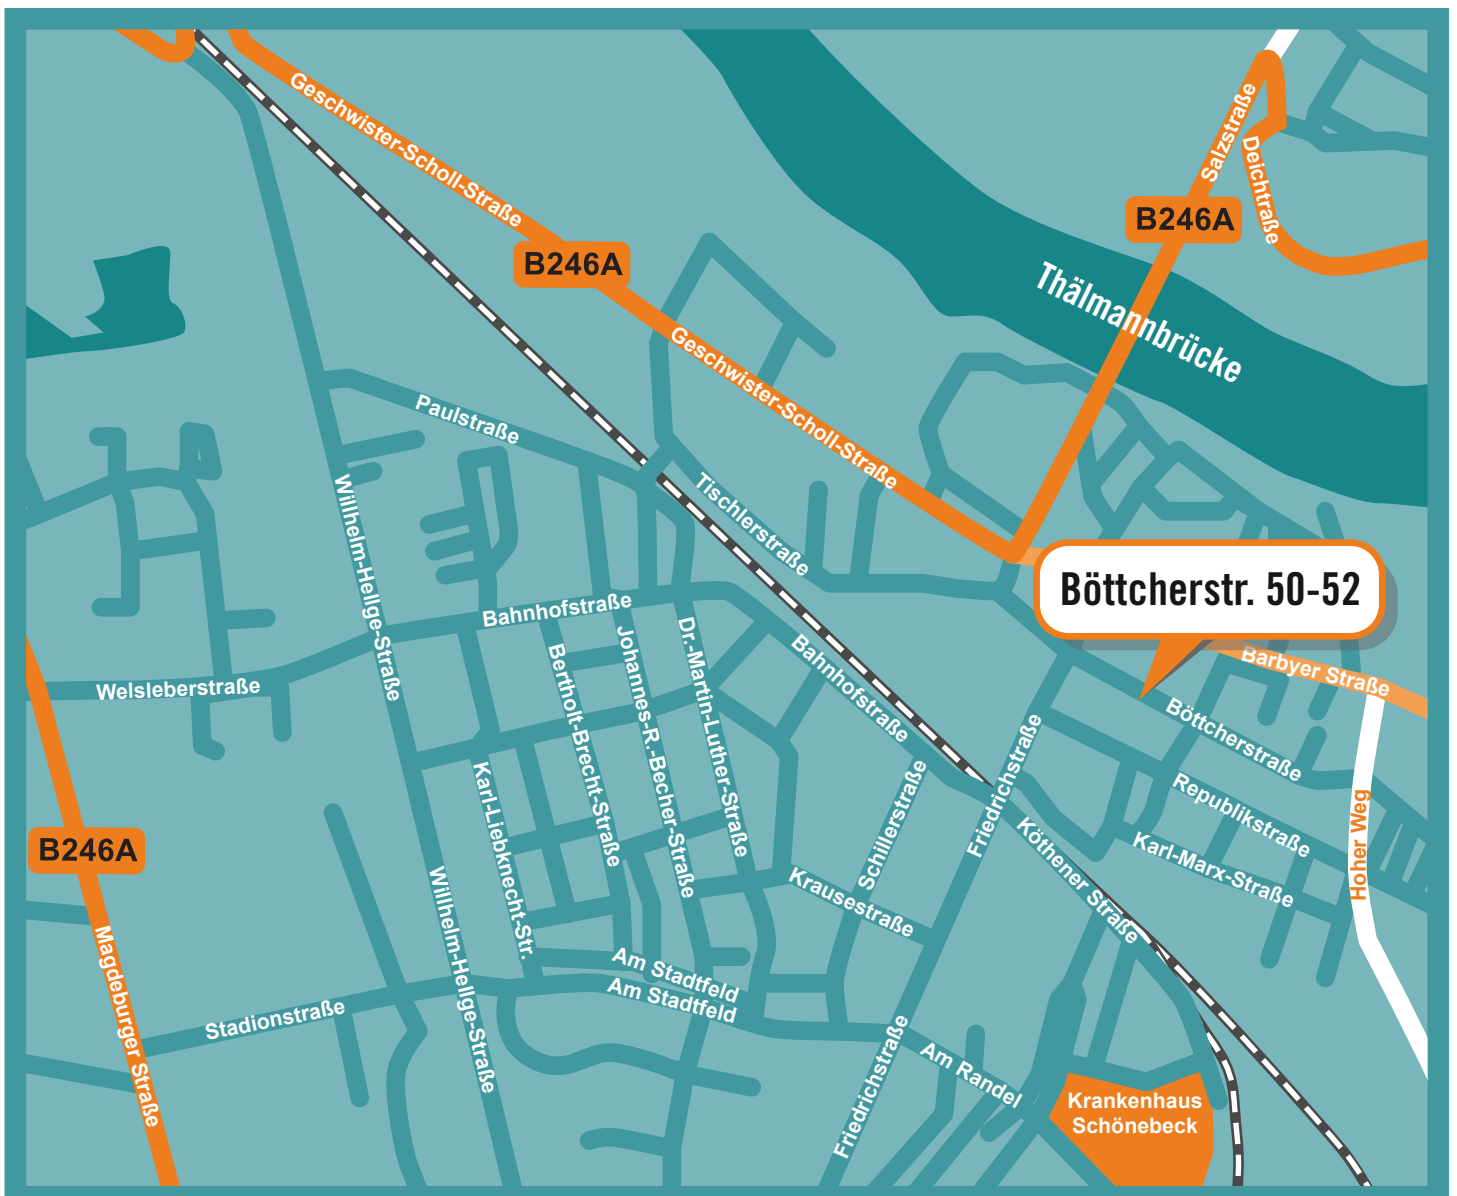 Geschwister-Scholl-Straße
Salzstraße
Deichtraße
B246A
B246A
Thälmannbrücke
Geschwister-Scholl-Straße
Paulstraße
Tischlerstraße
Willhelm-Hellge-Straße
Böttcherstr. 50-52
Bahnhofstraße
Welsleberstraße
Bertholt-Brecht-Straße
Johannes-R.-Becher-Straße
Dr.-Martin-Luther-Straße
Bahnhofstraße
Barbyer Straße
Böttcherstraße
Friedrichstraße
Republikstraße
Karl-Liebknecht-Str.
Schillerstraße
Hoher Weg
B246A
Köthener Straße
Karl-Marx-Straße
Krausestraße
Willhelm-Hellge-Straße
Magdeburger Straße
Am Stadtfeld
Am Stadtfeld
Stadionstraße
Friedrichstraße
Am Randel
Krankenhaus
Schönebeck